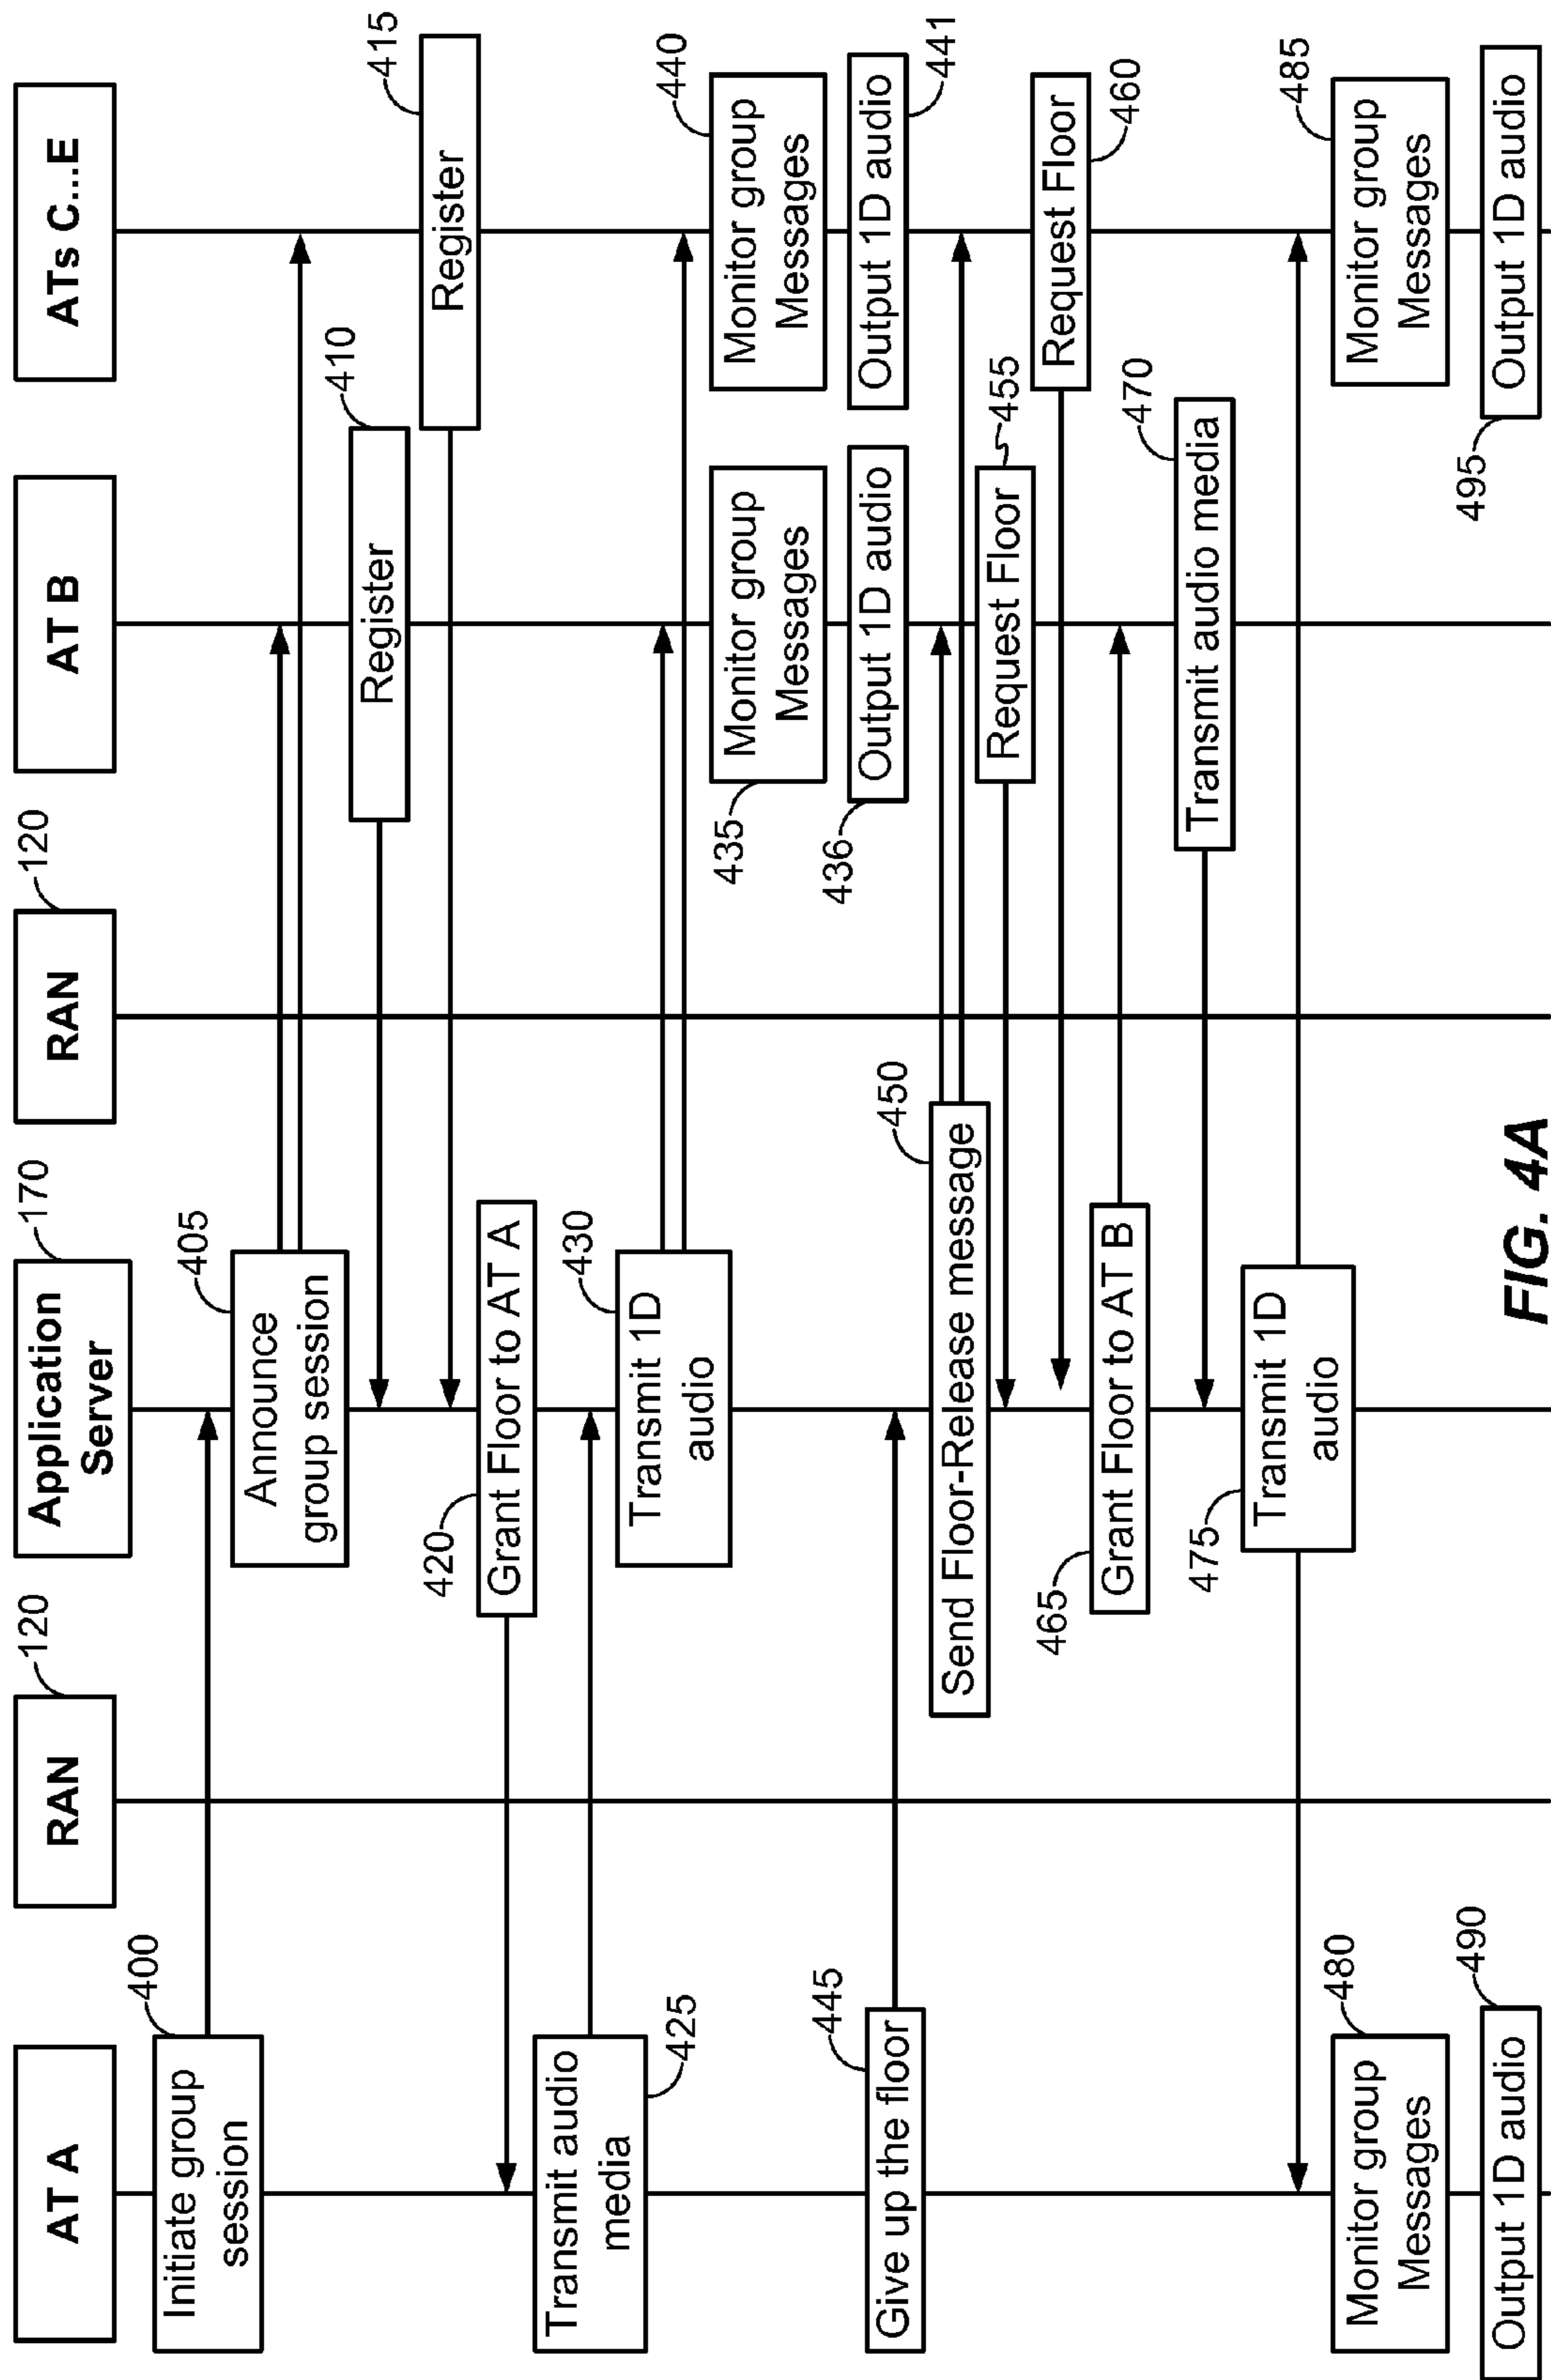 AT A
RAN
120
Application
Server
170
RAN
120
AT B
ATs C...E
400
Initiate group
session
405
Announce
group session
410
Register
415
Register
420
Grant Floor to AT A
Transmit audio
media
425
430
Transmit 1D
audio
435
Monitor group
Messages
440
Monitor group
Messages
436
Output 1D audio
Output 1D audio
441
445
Give up the floor
450
Send Floor-Release message
Request Floor
455
Request Floor
460
465
Grant Floor to AT B
470
Transmit audio media
475
Transmit 1D
audio
480
Monitor group
Messages
485
Monitor group
Messages
490
Output 1D audio
495
Output 1D audio
FIG. 4A